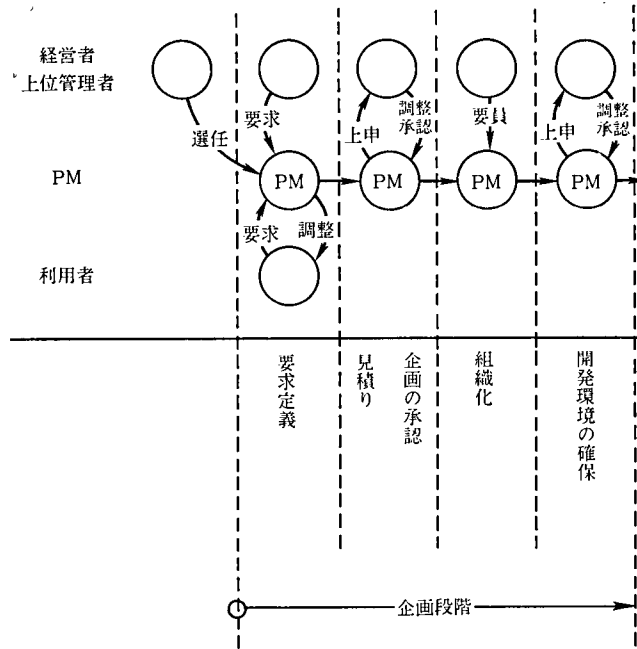 経営者
上位管理者
選任
要求
上申
調整
承認
要員
上申
調整
承認
PM
PM
PM
PM
PM
要求
調整
利用者
要求定義
見積り
企画の承認
組織化
開発環境の確保
企画段階